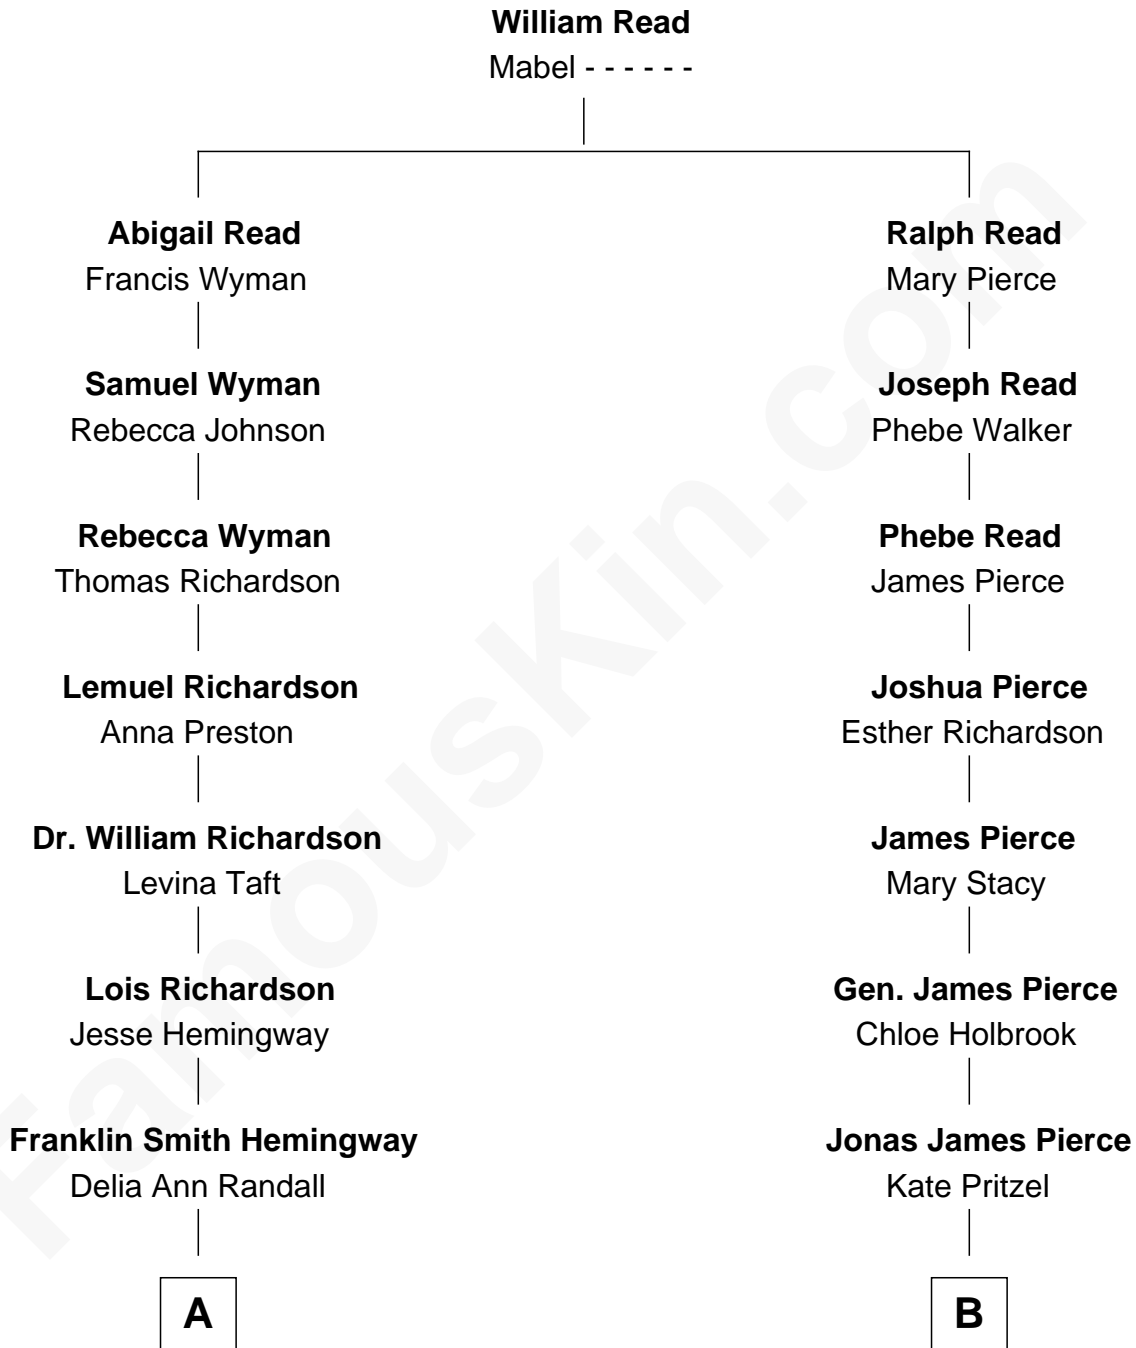 William Read
Mabel - - - - - -
Abigail Read
Francis Wyman
Ralph Read
Mary Pierce
Samuel Wyman
Rebecca Johnson
Joseph Read
Phebe Walker
Rebecca Wyman
Thomas Richardson
Phebe Read
James Pierce
Lemuel Richardson
Anna Preston
Joshua Pierce
Esther Richardson
Dr. William Richardson
Levina Taft
James Pierce
Mary Stacy
Lois Richardson
Jesse Hemingway
Gen. James Pierce
Chloe Holbrook
Franklin Smith Hemingway
Delia Ann Randall
Jonas James Pierce
Kate Pritzel
A
B
FamousKin.com